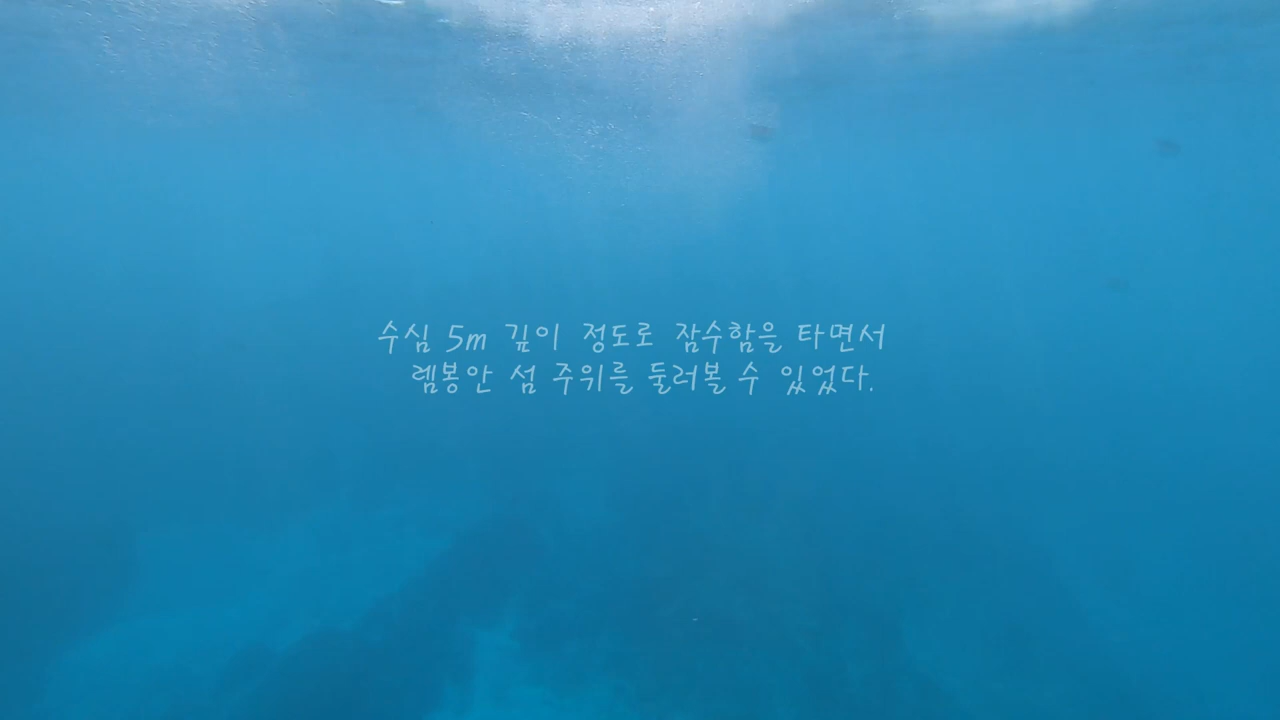 수심 5m 깊이 정도로 잠수함을 타면서
렘봉안 섬 주위를 둘러볼 수 있었다.